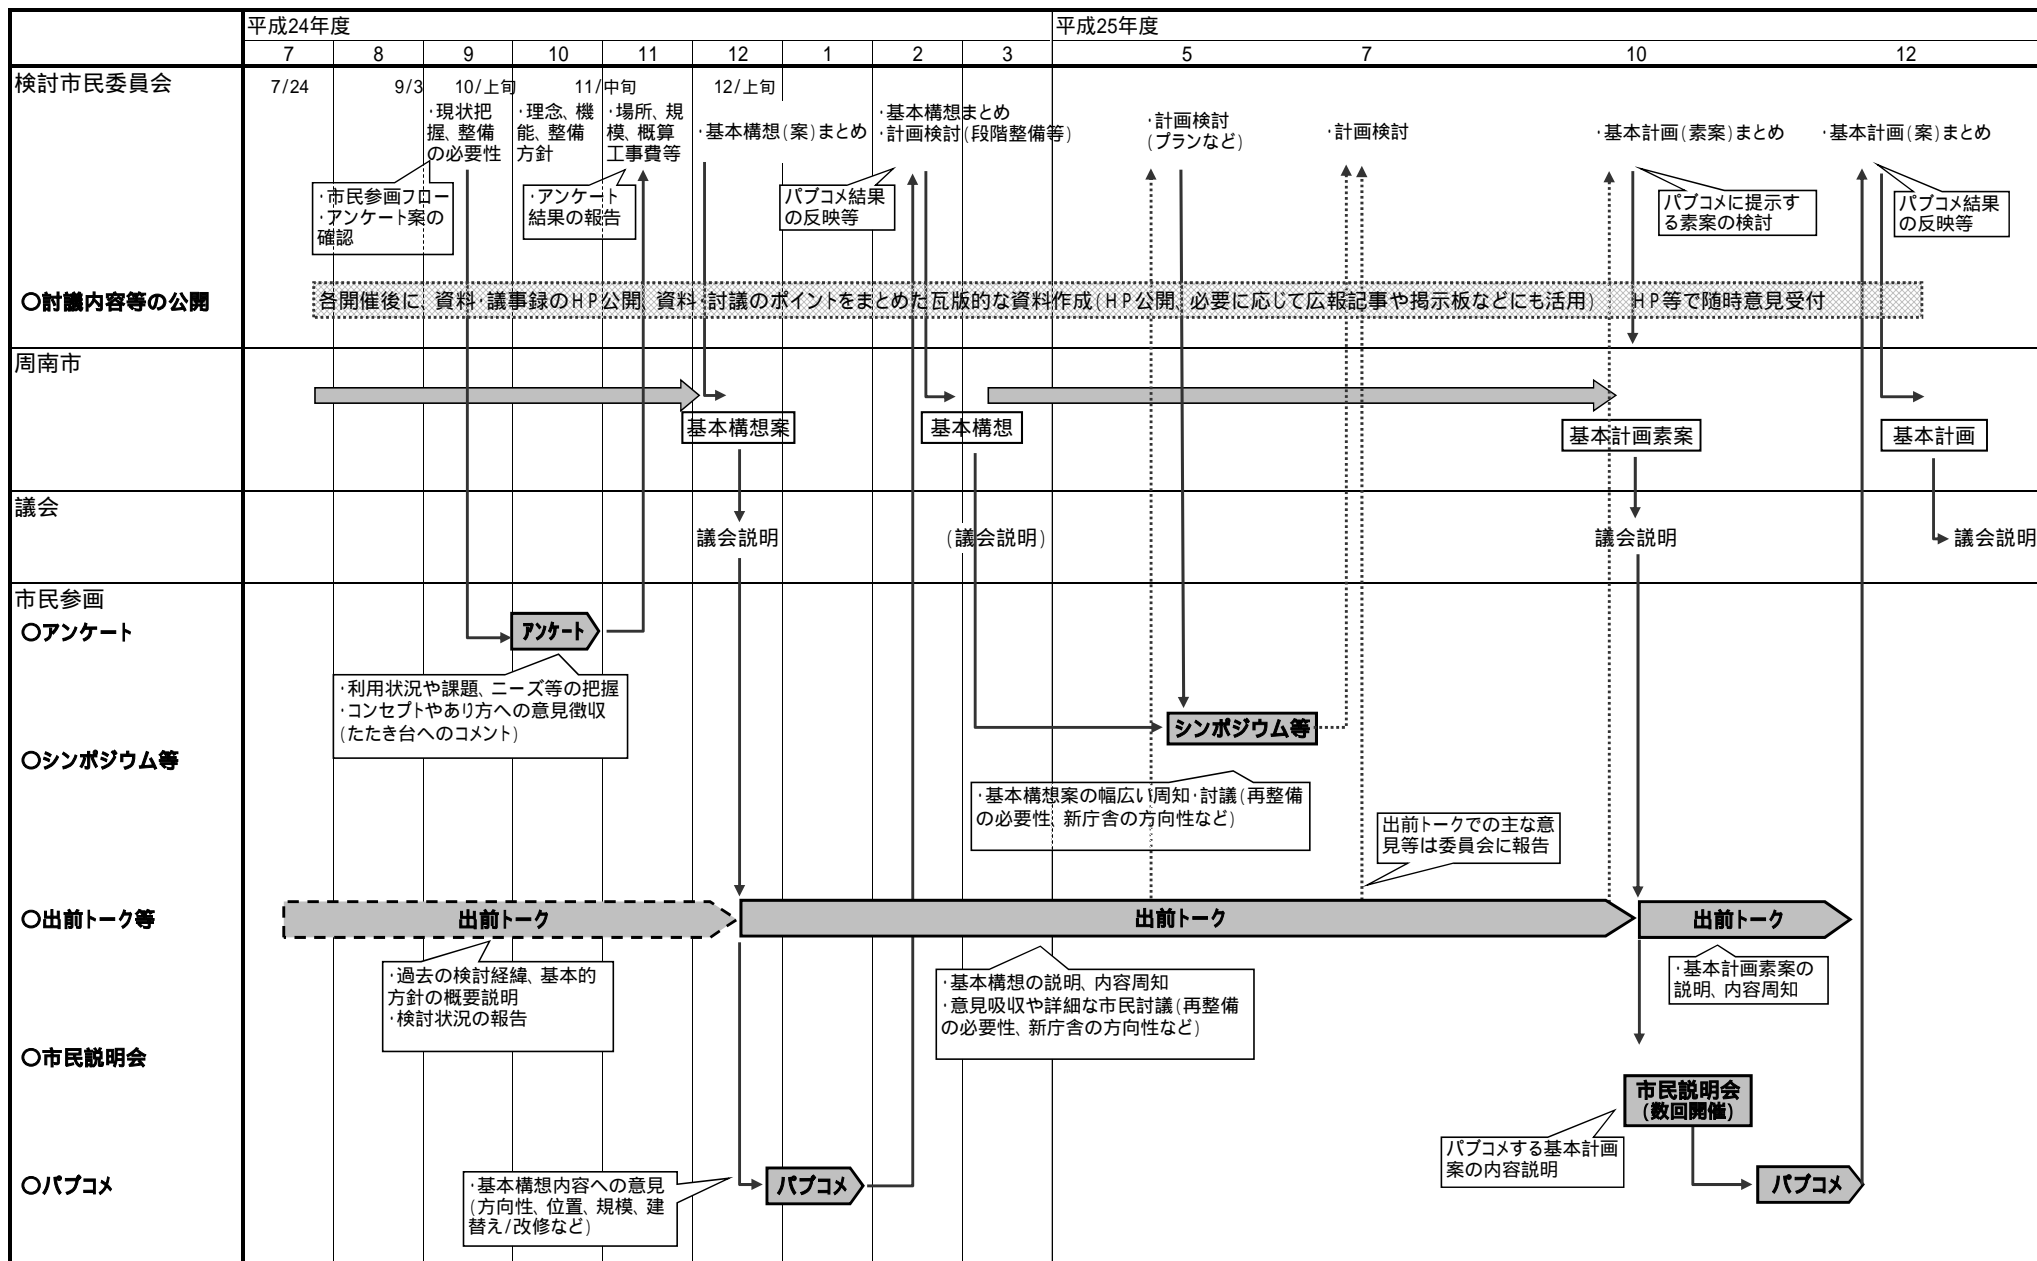 平成24年度
平成25年度
7
8
9
10
11
12
1
2
3
5
7
10
12
検討市民委員会
7/24
9/3
10/上旬
11/中旬
12/上旬
・現状把
握、整備
の必要性
・理念、機
能、整備
方針
・場所、規
模、概算
工事費等
・基本構想(案)まとめ
・基本構想まとめ
・計画検討(段階整備等)
・計画検討
(プランなど)
・計画検討
・基本計画(素案)まとめ
・基本計画(案)まとめ
・市民参画フロー
・アンケート案の
確認
・アンケート
結果の報告
パブコメ結果
の反映等
パブコメに提示す
る素案の検討
パブコメ結果
の反映等
○討議内容等の公開
各開催後に、資料・議事録のHP公開、資料・討議のポイントをまとめた瓦版的な資料作成(HP公開、必要に応じて広報記事や掲示板などにも活用) HP等で随時意見受付
周南市
基本構想案
基本構想
基本計画素案
基本計画
議会
議会説明
(議会説明)
議会説明
議会説明
市民参画
○アンケート
アンケート
・利用状況や課題、ニーズ等の把握
・コンセプトやあり方への意見徴収
(たたき台へのコメント)
○シンポジウム等
シンポジウム等
・基本構想案の幅広い周知・討議(再整備
の必要性、新庁舎の方向性など)
出前トークでの主な意
見等は委員会に報告
○出前トーク等
出前トーク
出前トーク
出前トーク
・過去の検討経緯、基本的
方針の概要説明
・検討状況の報告
・基本構想の説明、内容周知
・意見吸収や詳細な市民討議(再整備
の必要性、新庁舎の方向性など)
・基本計画素案の
説明、内容周知
○市民説明会
市民説明会
(数回開催)
パブコメする基本計画
案の内容説明
○パブコメ
・基本構想内容への意見
(方向性、位置、規模、建
替え/改修など)
パブコメ
パブコメ